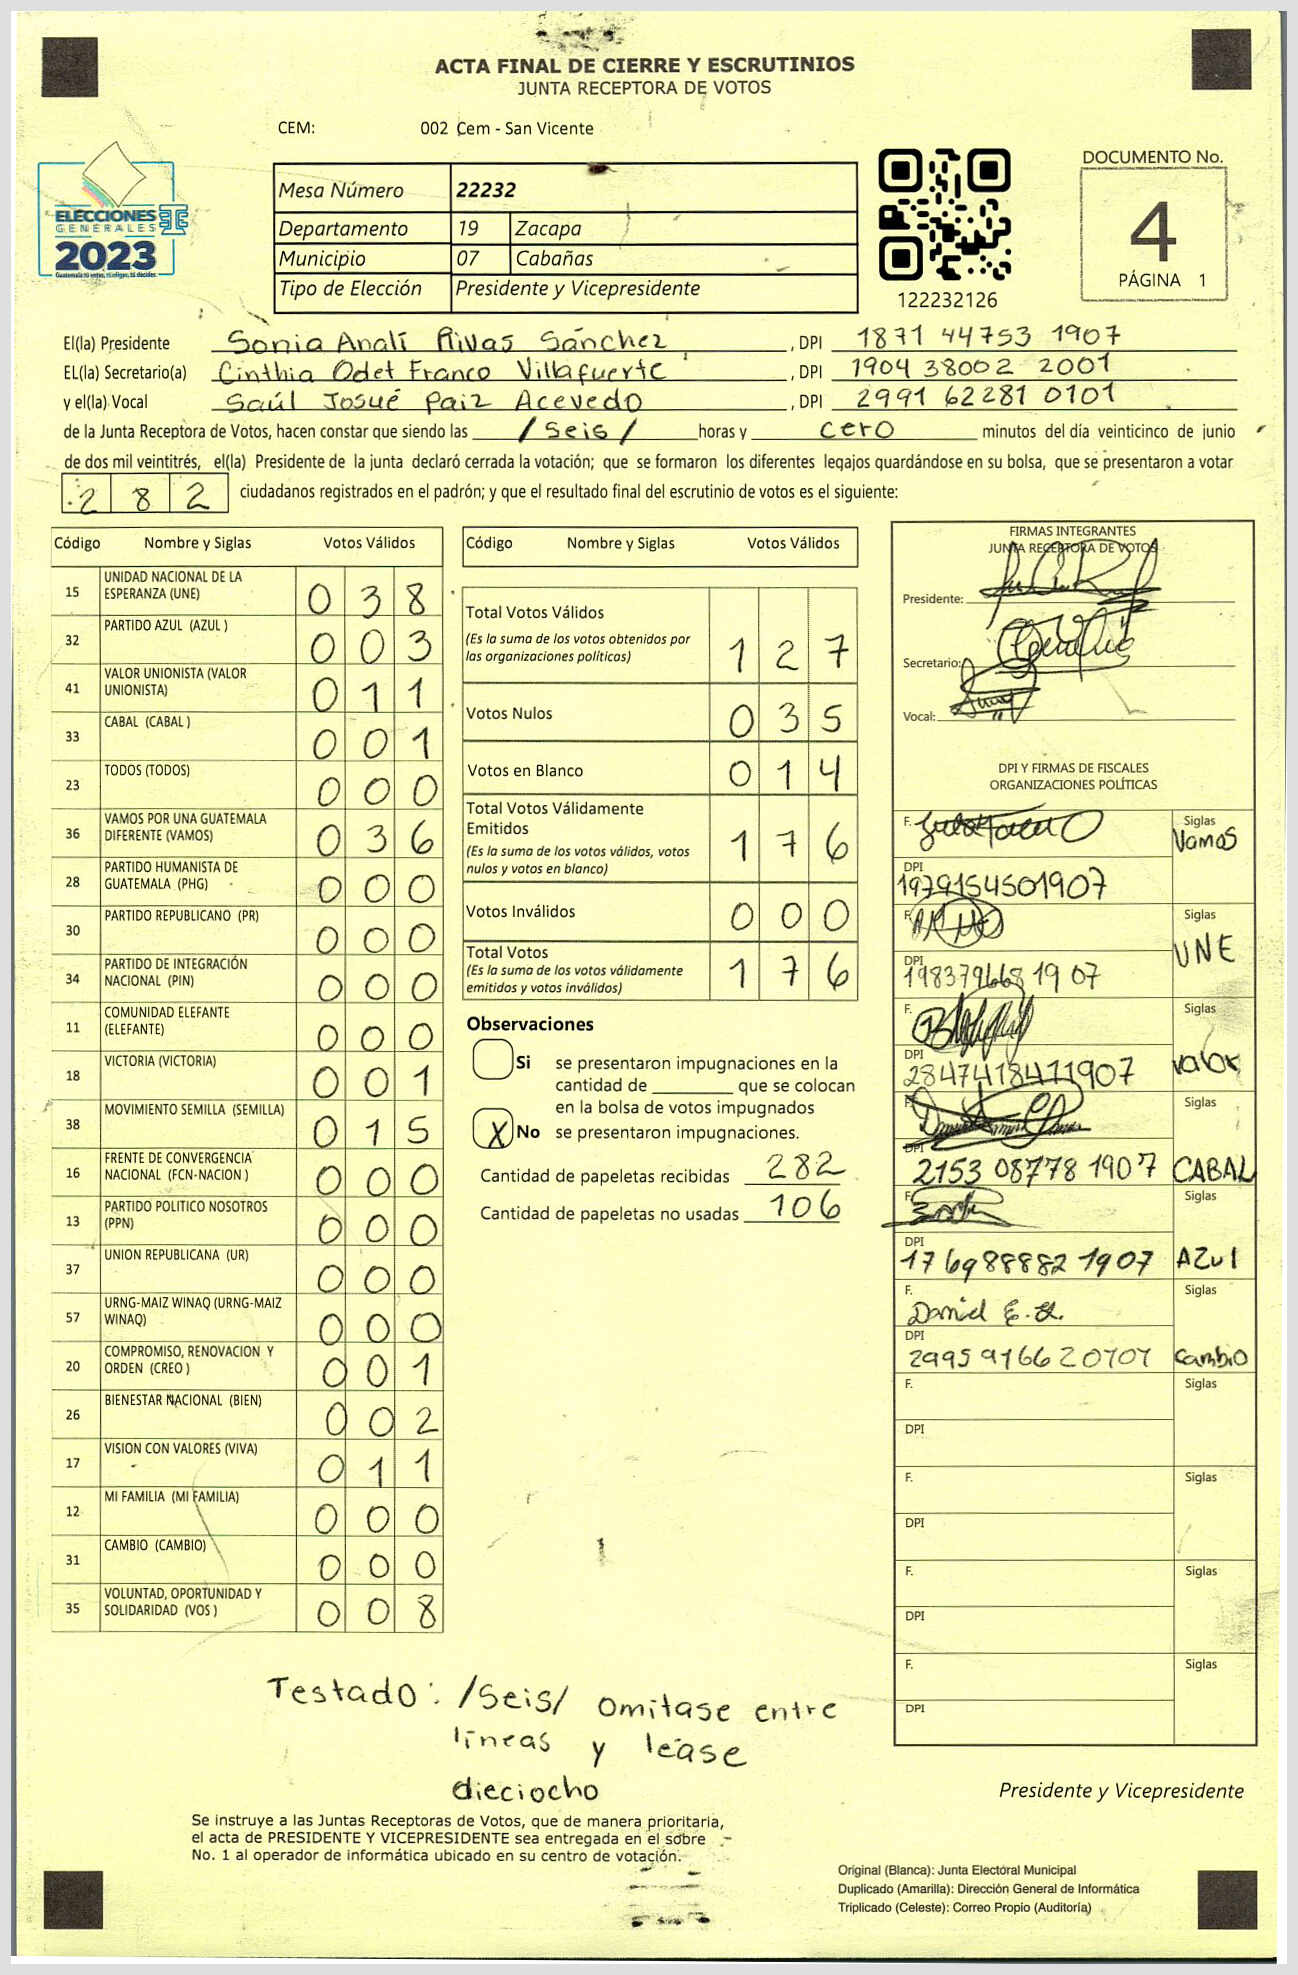 ACTA FINAL DE CIERRE Y ESCRUTINIOS
JUNTA RECEPTORA DE VOTOS
CEM: 002 Cem - San Vicente
ELECCIONES
GENERALES
2023
Guatemala tú votas, tú eliges, tú decides
Mesa Número 22232
Departamento 19 Zacapa
Municipio 07 Cabañas
Tipo de Elección Presidente y Vicepresidente
122232126
DOCUMENTO No.
4
PÁGINA 1
El(la) Presidente Sonia Analí Rivas Sánchez, DPI 1871 44753 1907
EL(la) Secretario(a) Cinthia Odet Franco Villafuerte, DPI 1904 38002 2001
y el(la) Vocal Saúl Josué Paiz Acevedo, DPI 2991 62281 0101
de la Junta Receptora de Votos, hacen constar que siendo las /seis/ horas y cero minutos del día veinticinco de junio
de dos mil veintitrés, el(la) Presidente de la junta declaró cerrada la votación; que se formaron los diferentes legajos guardándose en su bolsa, que se presentaron a votar
282 ciudadanos registrados en el padrón; y que el resultado final del escrutinio de votos es el siguiente:
Código Nombre y Siglas Votos Válidos
15 UNIDAD NACIONAL DE LA ESPERANZA (UNE) 0 3 8
32 PARTIDO AZUL (AZUL ) 0 0 3
41 VALOR UNIONISTA (VALOR UNIONISTA) 0 1 1
33 CABAL (CABAL ) 0 0 1
23 TODOS (TODOS) 0 0 0
36 VAMOS POR UNA GUATEMALA DIFERENTE (VAMOS) 0 3 6
28 PARTIDO HUMANISTA DE GUATEMALA (PHG) 0 0 0
30 PARTIDO REPUBLICANO (PR) 0 0 0
34 PARTIDO DE INTEGRACIÓN NACIONAL (PIN) 0 0 0
11 COMUNIDAD ELEFANTE (ELEFANTE) 0 0 0
18 VICTORIA (VICTORIA) 0 0 1
38 MOVIMIENTO SEMILLA (SEMILLA) 0 1 5
16 FRENTE DE CONVERGENCIA NACIONAL (FCN-NACION ) 0 0 0
13 PARTIDO POLITICO NOSOTROS (PPN) 0 0 0
37 UNION REPUBLICANA (UR) 0 0 0
57 URNG-MAIZ WINAQ (URNG-MAIZ WINAQ) 0 0 0
20 COMPROMISO, RENOVACION Y ORDEN (CREO ) 0 0 1
26 BIENESTAR NACIONAL (BIEN) 0 0 2
17 VISION CON VALORES (VIVA) 0 1 1
12 MI FAMILIA (MI FAMILIA) 0 0 0
31 CAMBIO (CAMBIO) 0 0 0
35 VOLUNTAD, OPORTUNIDAD Y SOLIDARIDAD (VOS ) 0 0 8
Código Nombre y Siglas Votos Válidos
Total Votos Válidos 1 2 7
(Es la suma de los votos obtenidos por
las organizaciones políticas)
Votos Nulos 0 3 5
Votos en Blanco 0 1 4
Total Votos Válidamente
Emitidos 1 7 6
(Es la suma de los votos válidos, votos
nulos y votos en blanco)
Votos Inválidos 0 0 0
Total Votos 1 7 6
(Es la suma de los votos válidamente
emitidos y votos inválidos)
Observaciones
Si se presentaron impugnaciones en la
cantidad de que se colocan
en la bolsa de votos impugnados
X No se presentaron impugnaciones.
Cantidad de papeletas recibidas 282
Cantidad de papeletas no usadas 106
FIRMAS INTEGRANTES
JUNTA RECEPTORA DE VOTOS
Presidente:
Secretario:
Vocal:
DPI Y FIRMAS DE FISCALES
ORGANIZACIONES POLÍTICAS
F. Siglas Vamos
DPI 1979154501907
F. Siglas UNE
DPI 198379668 19 07
F. Siglas valor
DPI 2847418411907
F. Siglas CABAL
DPI 2153 08778 1907
F. Siglas AZul
DPI 17 6988882 1907
F. Daniel E. Siglas cambio
DPI 2995 9166 2 0101
F. Siglas
DPI
F. Siglas
DPI
F. Siglas
DPI
F. Siglas
DPI
Testado: /seis/ omitase entre
líneas y léase
dieciocho
Presidente y Vicepresidente
Se instruye a las Juntas Receptoras de Votos, que de manera prioritaria,
el acta de PRESIDENTE Y VICEPRESIDENTE sea entregada en el sobre
No. 1 al operador de informática ubicado en su centro de votación.
Original (Blanca): Junta Electoral Municipal
Duplicado (Amarilla): Dirección General de Informática
Triplicado (Celeste): Correo Propio (Auditoría)